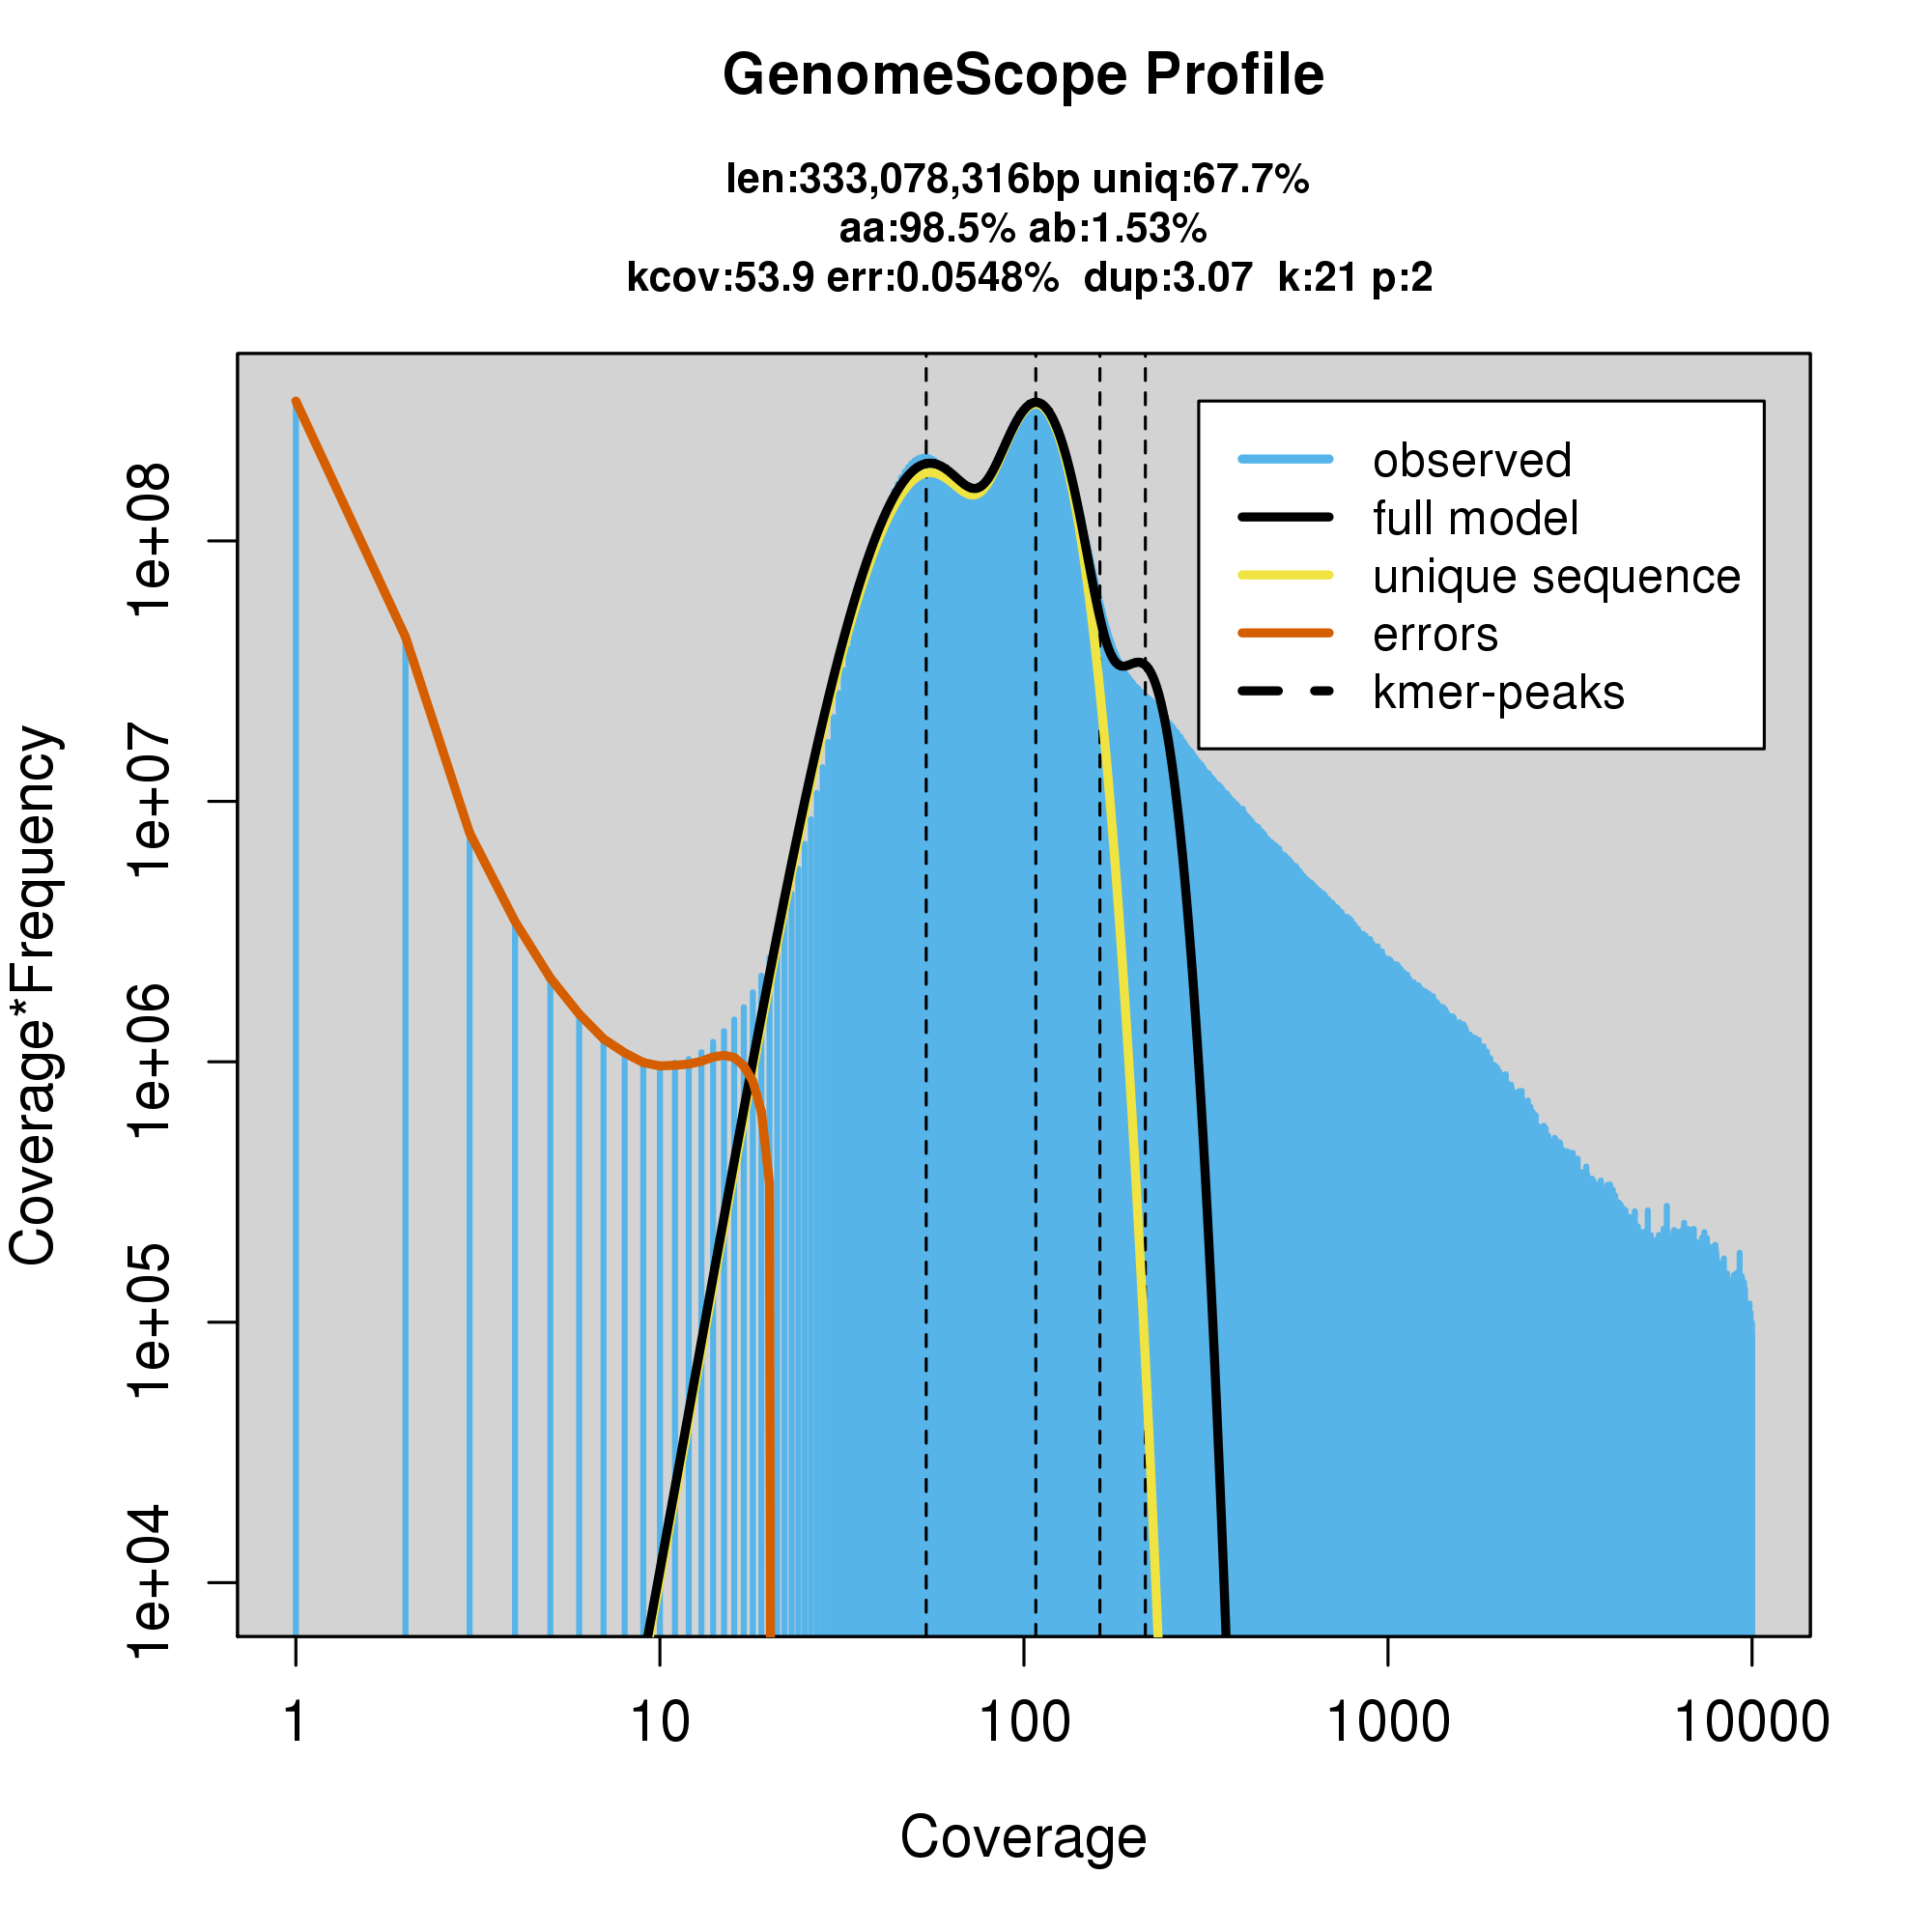 GenomeScope Profile
len:333,078,316bp uniq:67.7%
aa:98.5% ab:1.53%
kcov:53.9 err:0.0548% dup:3.07 k:21 p:2
observed
full model
unique sequence
errors
kmer-peaks
Coverage*Frequency
1e+08
1e+07
1e+06
1e+05
1e+04
1 10 100 1000 10000
Coverage